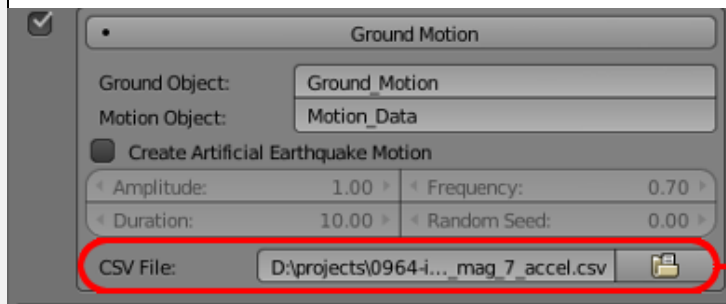 Ground Motion
Ground Object: Ground_Motion
Motion Object: Motion_Data
Create Artificial Earthquake Motion
Amplitude: 1.00 Frequency: 0.70
Duration: 10.00 Random Seed: 0.00
CSV File: D:\projects\0964-i..._mag_7_accel.csv